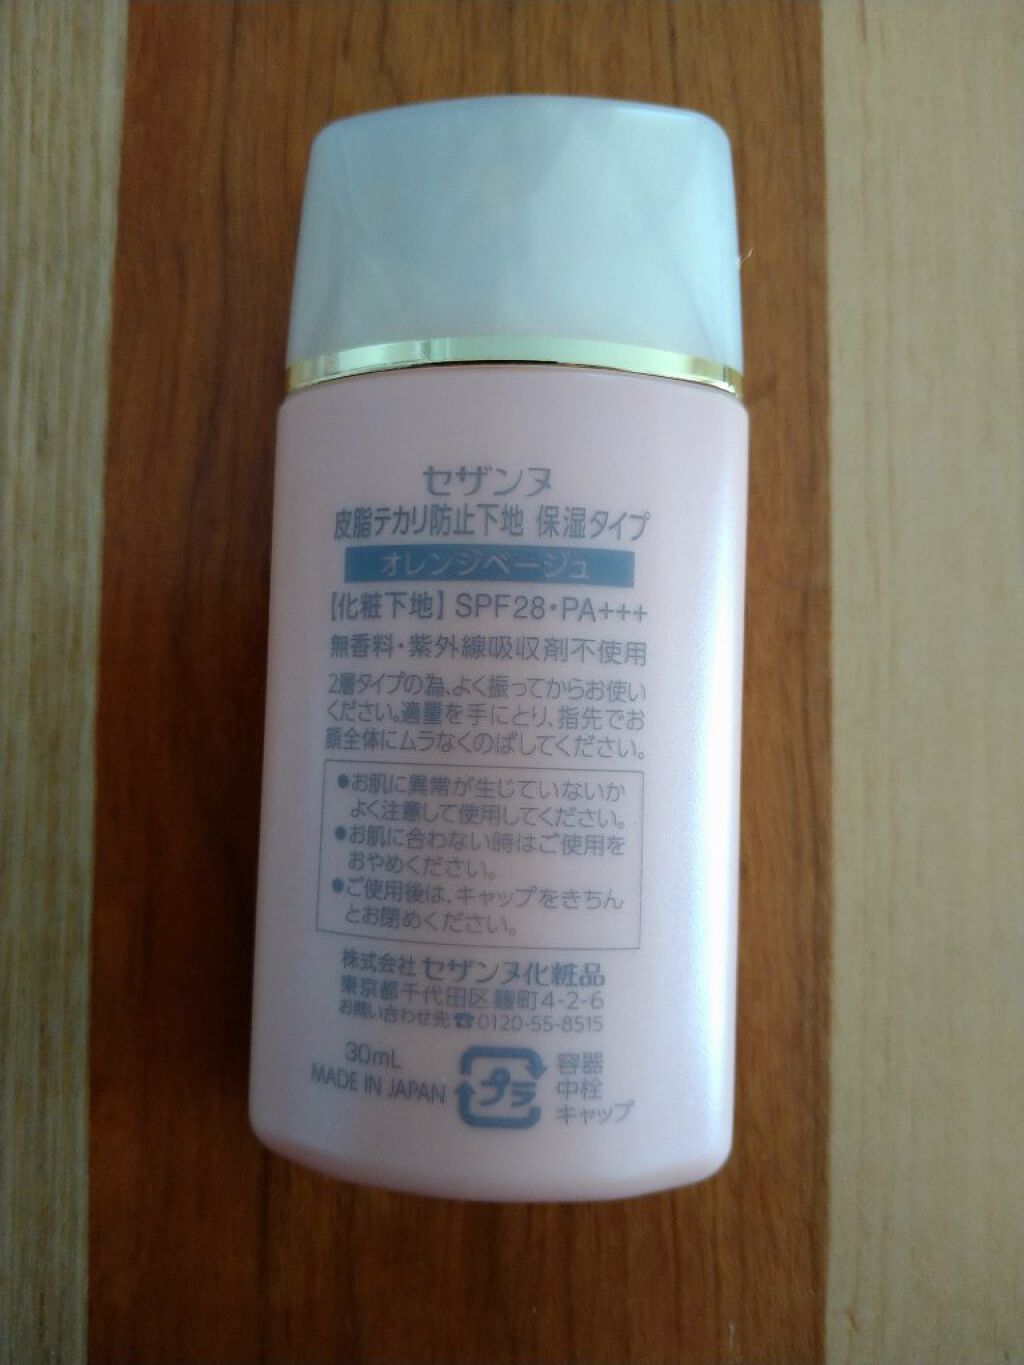 セザンヌ
皮脂テカリ防止下地 保湿タイプ
オレンジベージュ
【化粧下地】SPF28・PA+++
無香料・紫外線吸収剤不使用
2層タイプの為、よく振ってからお使い
ください。適量を手にとり、指先でお
顔全体にムラなくのばしてください。
●お肌に異常が生じていないか
よく注意して使用してください。
●お肌に合わない時はご使用を
おやめください。
●ご使用後は、キャップをきちん
とお閉めください。
株式会社 セザンヌ化粧品
東京都千代田区麹町4-2-6
お問い合わせ先☎0120-55-8515
30mL
MADE IN JAPAN
プラ
容器
中栓
キャップ